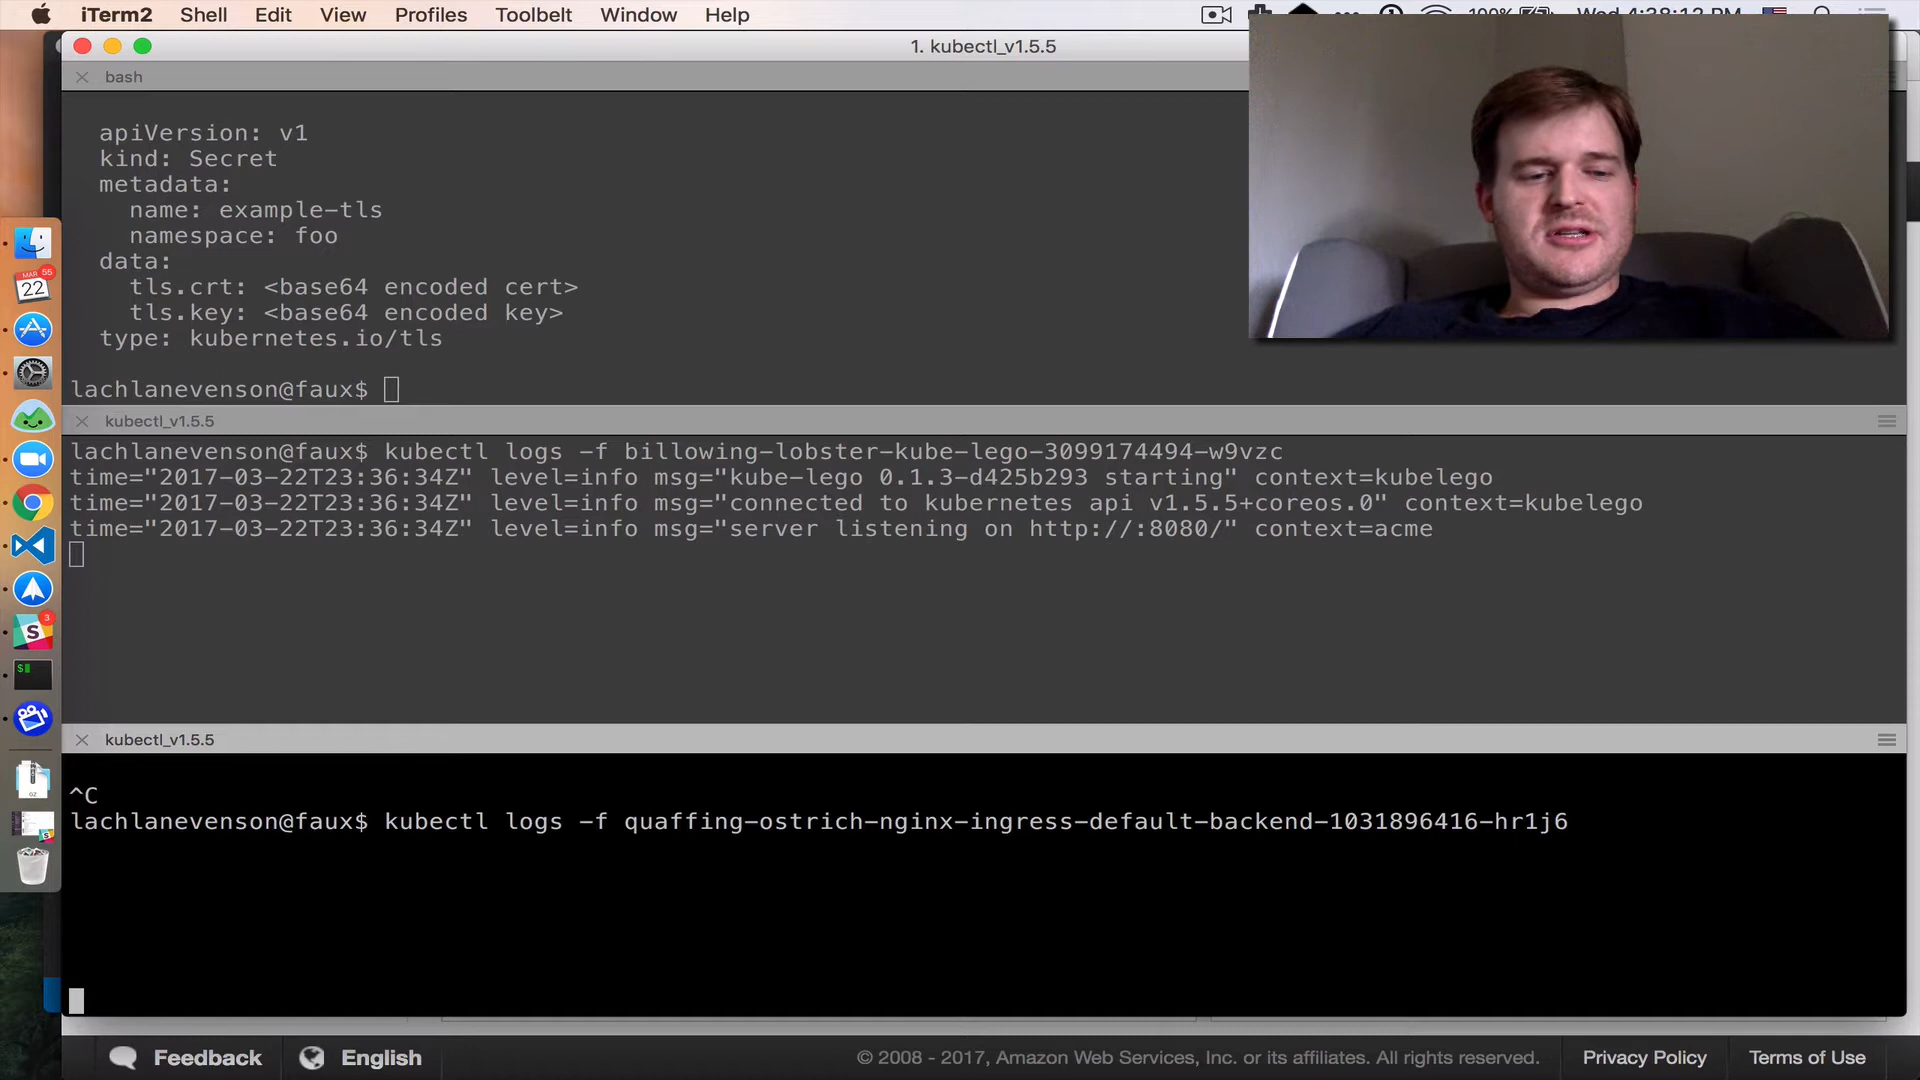 iTerm2 Shell Edit View Profiles Toolbelt Window Help
1. kubectl_v1.5.5
bash
apiVersion: v1
kind: Secret
metadata:
name: example-tls
namespace: foo
data:
tls.crt: <base64 encoded cert>
tls.key: <base64 encoded key>
type: kubernetes.io/tls
lachlanevenson@faux$
kubectl_v1.5.5
lachlanevenson@faux$ kubectl logs -f billowing-lobster-kube-lego-3099174494-w9vzc
time="2017-03-22T23:36:34Z" level=info msg="kube-lego 0.1.3-d425b293 starting" context=kubelego
time="2017-03-22T23:36:34Z" level=info msg="connected to kubernetes api v1.5.5+coreos.0" context=kubelego
time="2017-03-22T23:36:34Z" level=info msg="server listening on http://:8080/" context=acme
kubectl_v1.5.5
^C
lachlanevenson@faux$ kubectl logs -f quaffing-ostrich-nginx-ingress-default-backend-1031896416-hr1j6
MAR
55
22
3
S
$
GZ
Feedback English © 2008 - 2017, Amazon Web Services, Inc. or its affiliates. All rights reserved. Privacy Policy Terms of Use